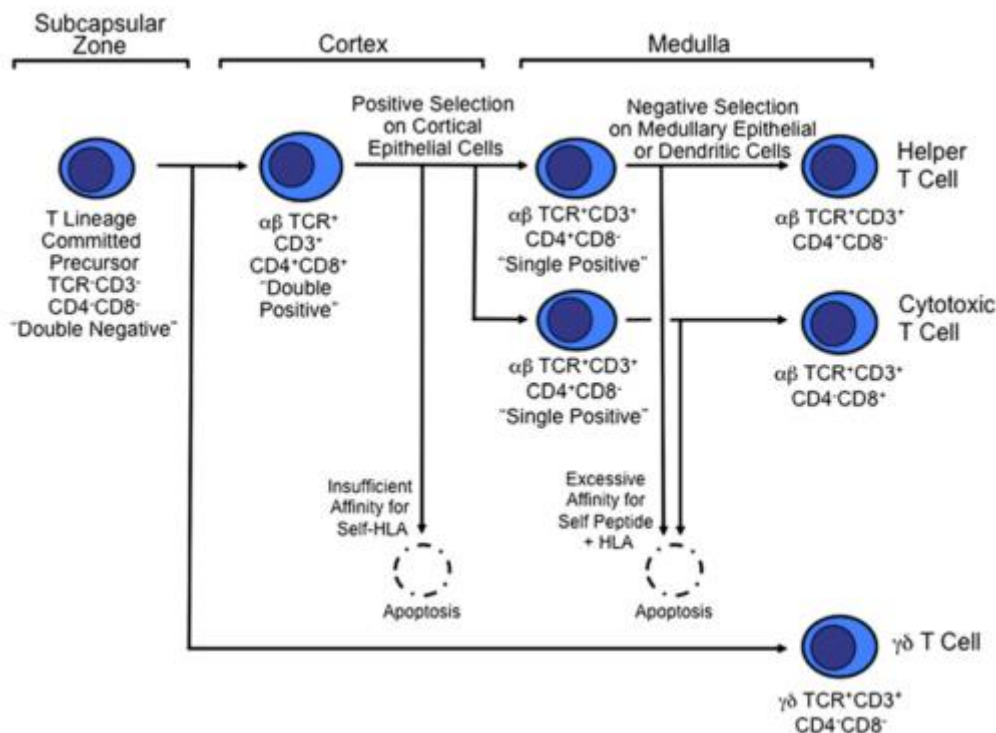 Subcapsular
Zone
Cortex
Medulla
Positive Selection
on Cortical
Epithelial Cells
Negative Selection
on Medullary Epithelial
or Dendritic Cells
Helper
T Cell
T Lineage
Committed
Precursor
TCR⁻CD3⁻
CD4⁻CD8⁻
"Double Negative"
αβ TCR⁺
CD3⁺
CD4⁺CD8⁺
"Double
Positive"
αβ TCR⁺CD3⁺
CD4⁺CD8⁻
"Single Positive"
αβ TCR⁺CD3⁺
CD4⁺CD8⁻
Cytotoxic
T Cell
αβ TCR⁺CD3⁺
CD4⁺CD8⁻
"Single Positive"
αβ TCR⁺CD3⁺
CD4⁻CD8⁺
Insufficient
Affinity for
Self-HLA
Apoptosis
Excessive
Affinity for
Self Peptide
+ HLA
Apoptosis
γδ T Cell
γδ TCR⁺CD3⁺
CD4⁻CD8⁻